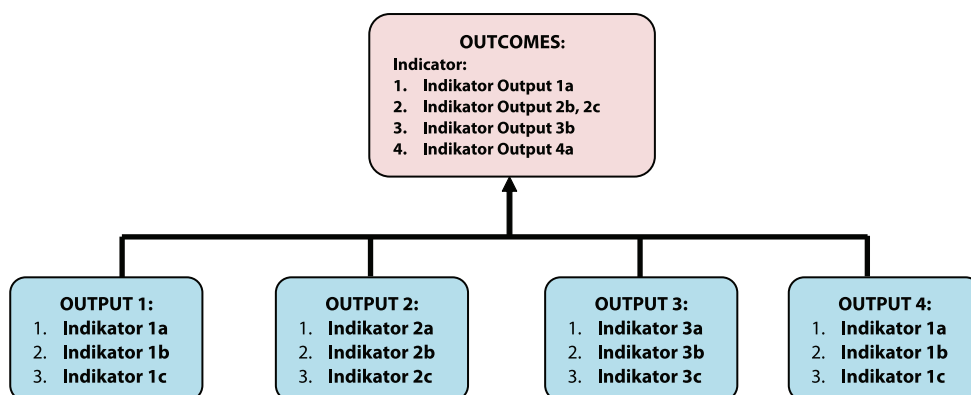 OUTCOMES:
Indicator:
1. Indikator Output 1a
2. Indikator Output 2b, 2c
3. Indikator Output 3b
4. Indikator Output 4a
OUTPUT 1:
1. Indikator 1a
2. Indikator 1b
3. Indikator 1c
OUTPUT 2:
1. Indikator 2a
2. Indikator 2b
3. Indikator 2c
OUTPUT 3:
1. Indikator 3a
2. Indikator 3b
3. Indikator 3c
OUTPUT 4:
1. Indikator 1a
2. Indikator 1b
3. Indikator 1c